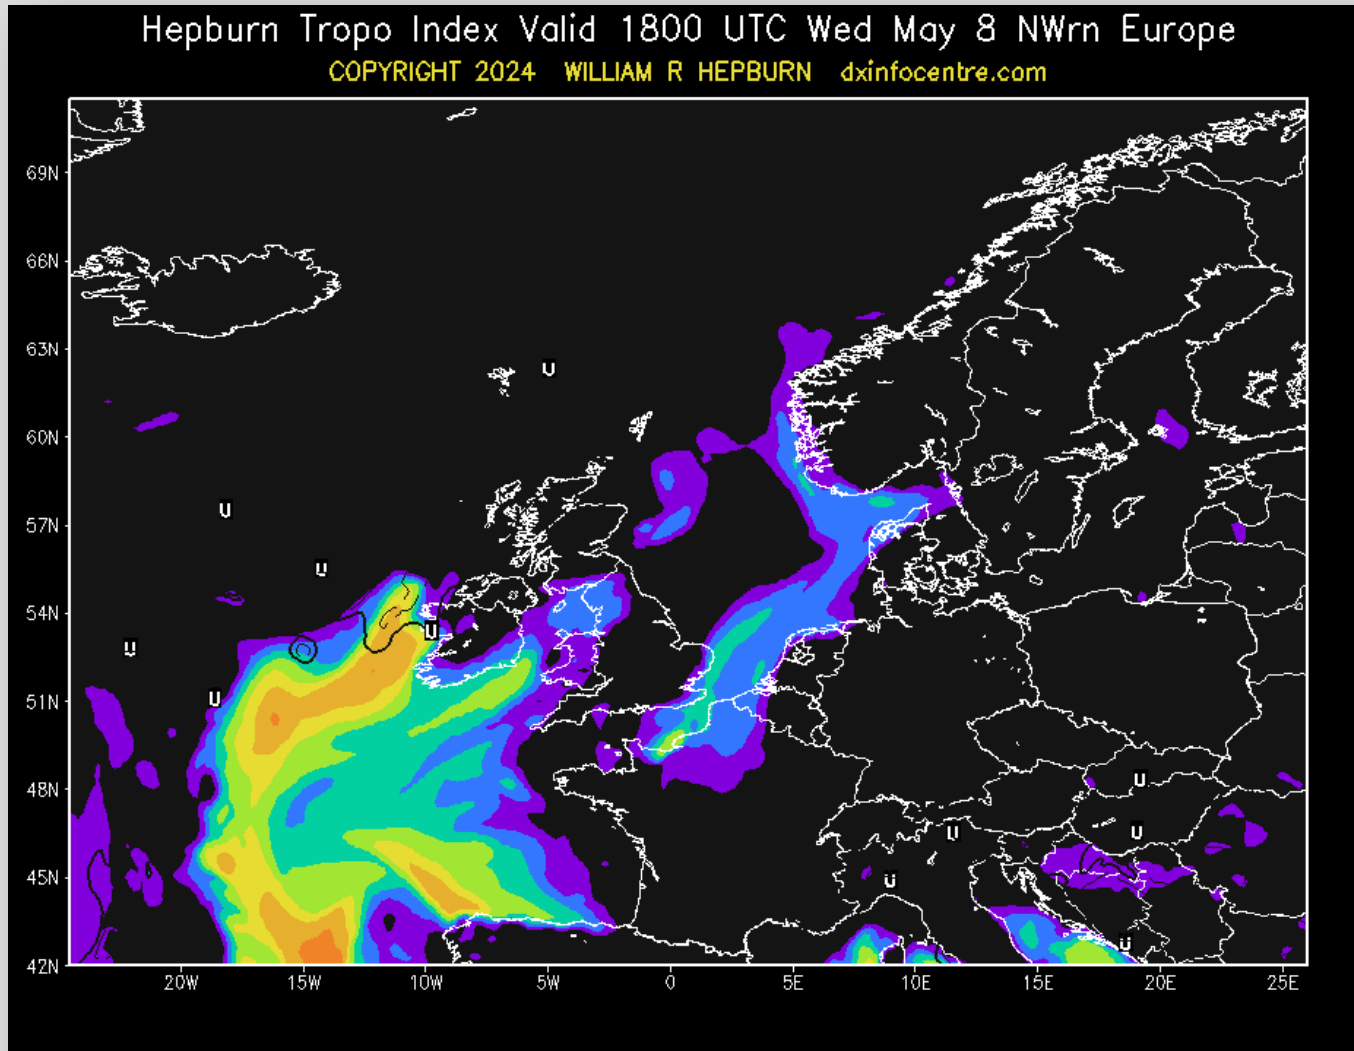 Hepburn Tropo Index Valid 1800 UTC Wed May 8 NWrn Europe
COPYRIGHT 2024 WILLIAM R HEPBURN dxinfocentre.com
69N
66N
63N
U
60N
U
57N
U
54N
U
U
51N
U
48N
U
U
U
45N
U
U
42N
20W 15W 10W 5W 0 5E 10E 15E 20E 25E